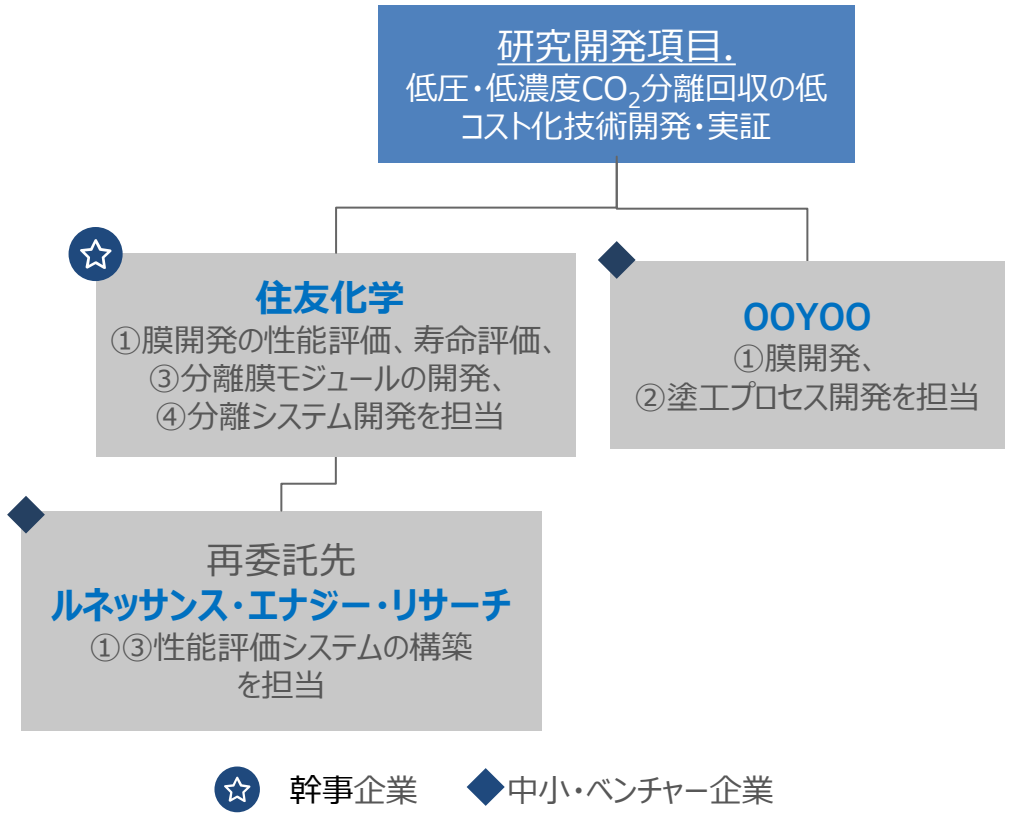 研究開発項目.
低圧・低濃度CO₂分離回収の低
コスト化技術開発・実証
住友化学
①膜開発の性能評価、寿命評価、
③分離膜モジュールの開発、
④分離システム開発を担当
OOYOO
①膜開発、
②塗工プロセス開発を担当
再委託先
ルネッサンス・エナジー・リサーチ
①③性能評価システムの構築
を担当
幹事企業
中小・ベンチャー企業